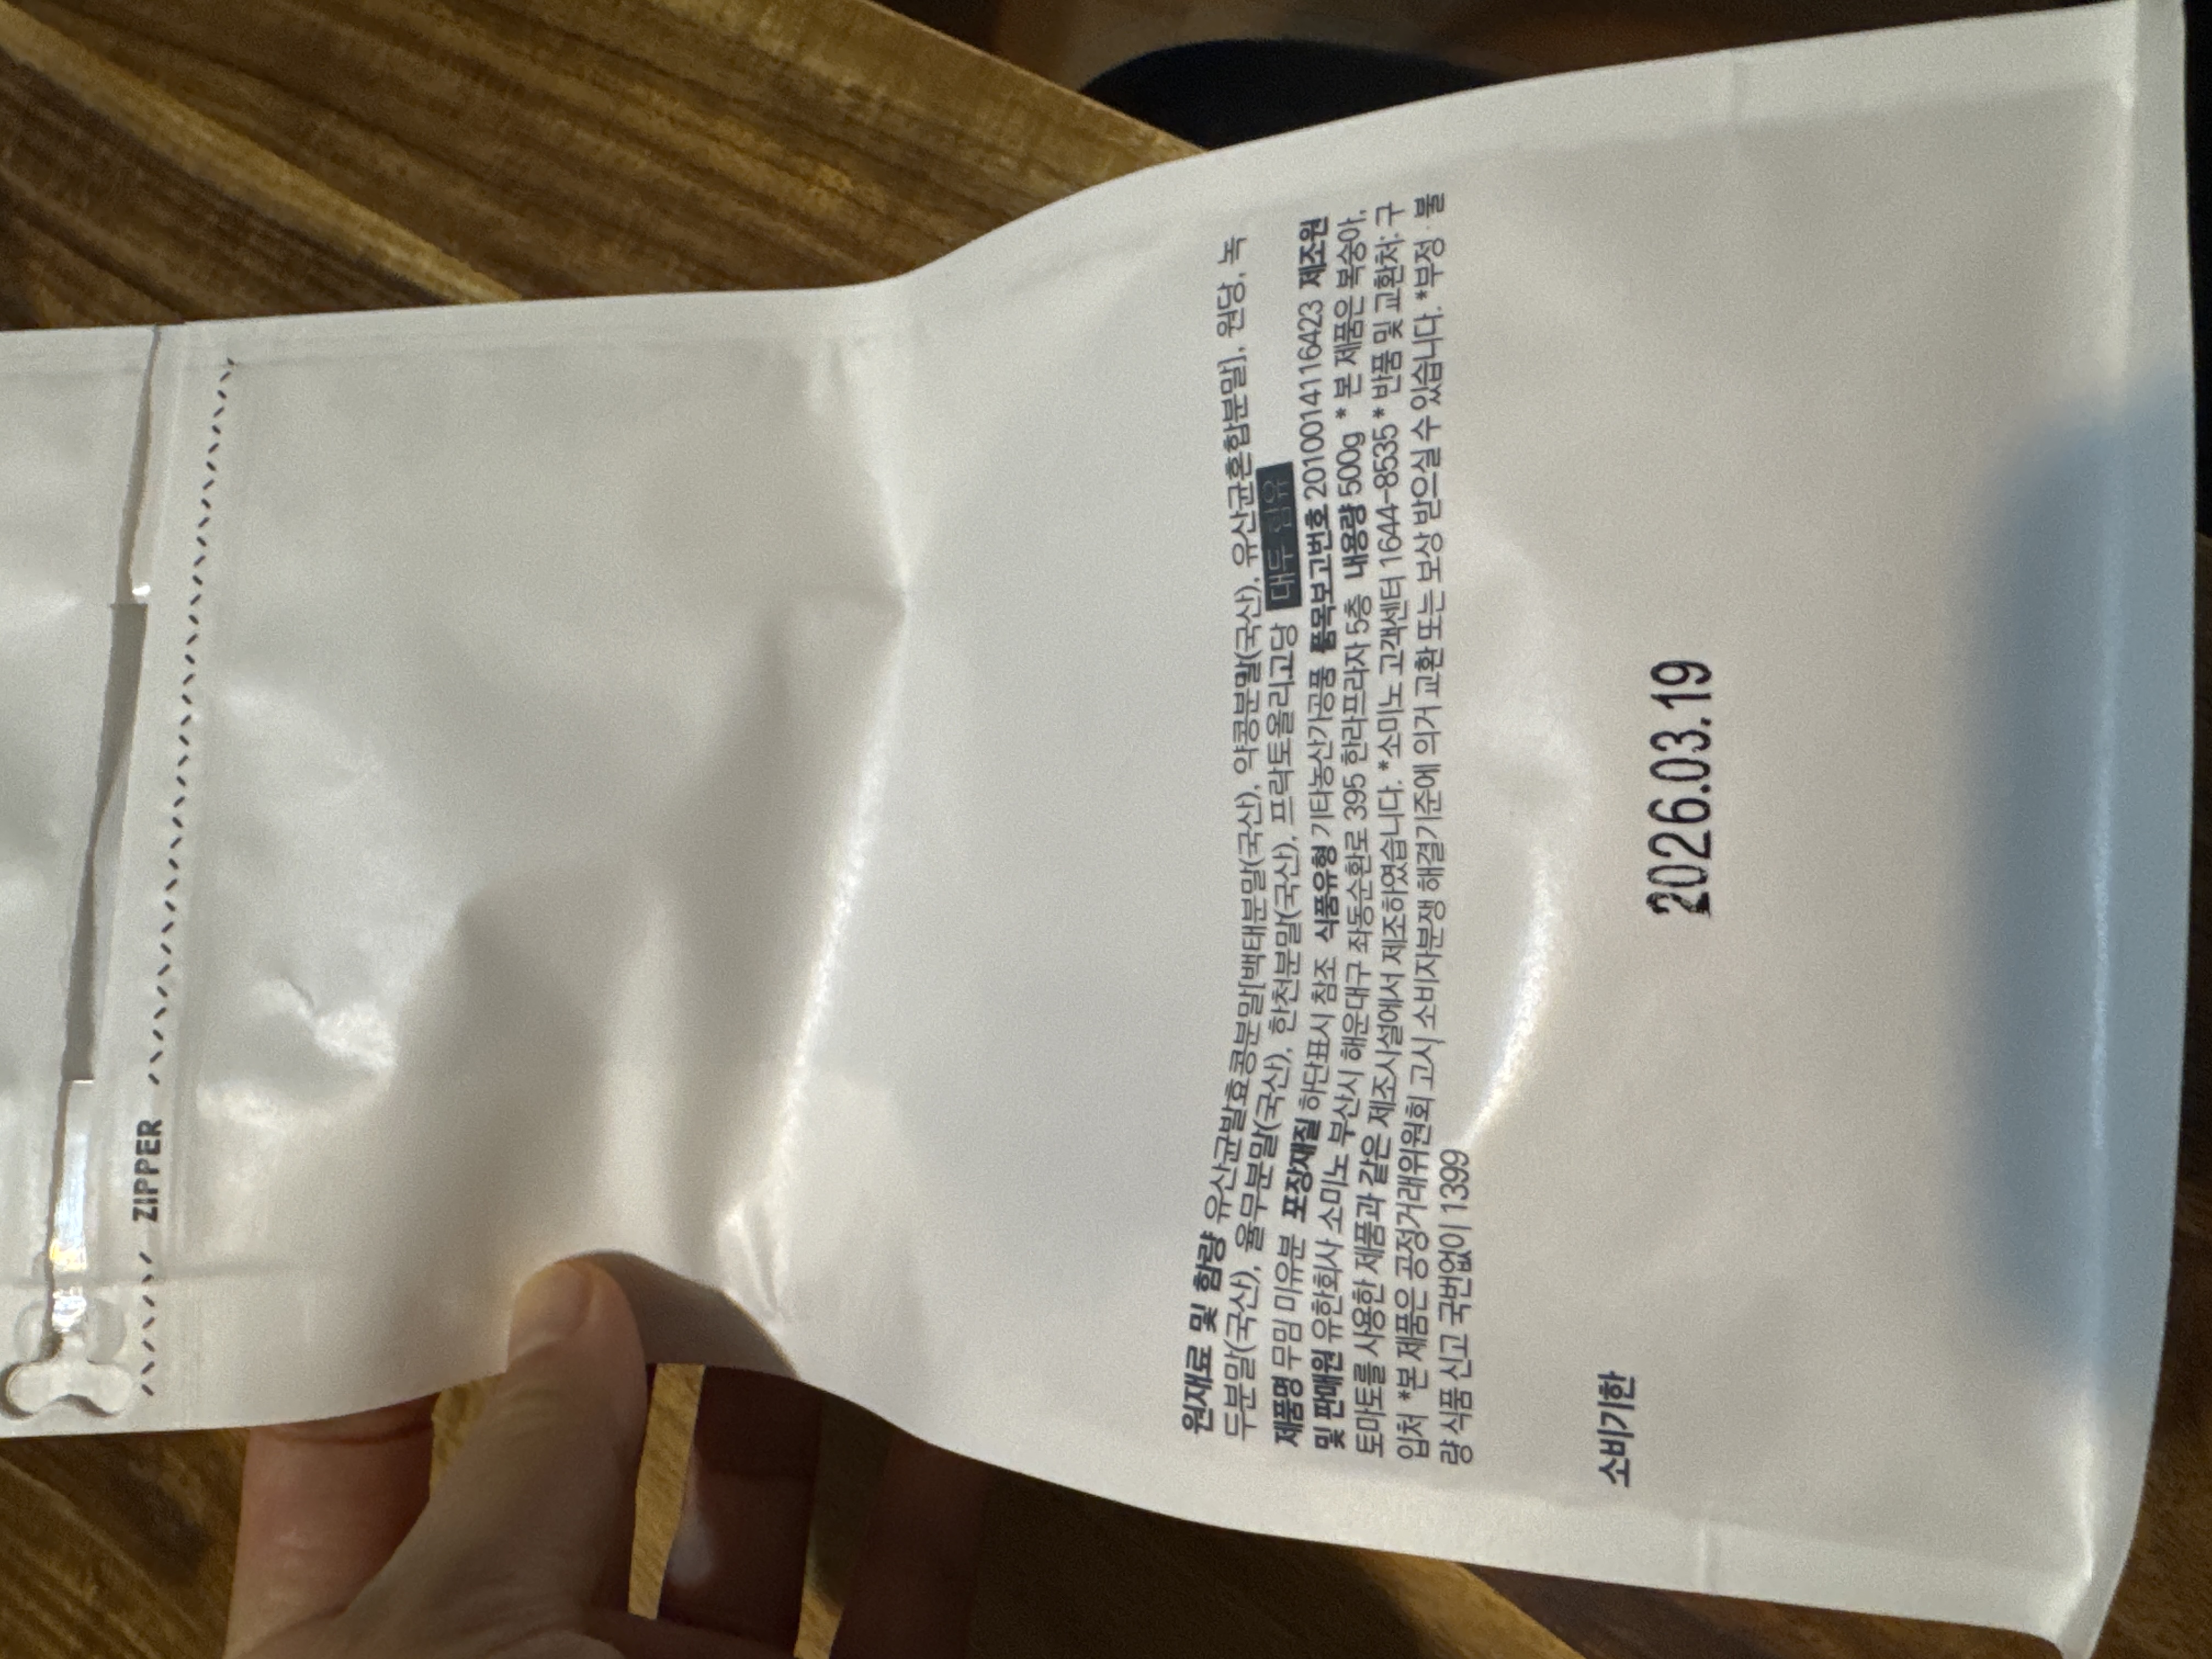 ZIPPER
원재료 및 함량 유산균발효콩분말[백태분말(국산), 약콩분말(국산), 유산균혼합분말], 원당, 녹
두분말(국산), 율무분말(국산), 한천분말(국산), 프락토올리고당 대두 함유
제품명 무밈 미유분 포장재질 하단표시 참조 식품유형 기타농산가공품 품목보고번호 2010014116423 제조원
및 판매원 유한회사 소미노 부산시 해운대구 좌동순환로 395 한라프라자 5층 내용량 500g * 본 제품은 복숭아,
토마토를 사용한 제품과 같은 제조시설에서 제조하였습니다. *소미노 고객센터 1644-8535 * 반품 및 교환처: 구
입처 *본 제품은 공정거래위원회 고시 소비자분쟁 해결기준에 의거 교환 또는 보상 받으실 수 있습니다. *부정·불
량 식품 신고 국번없이 1399
소비기한
2026.03.19